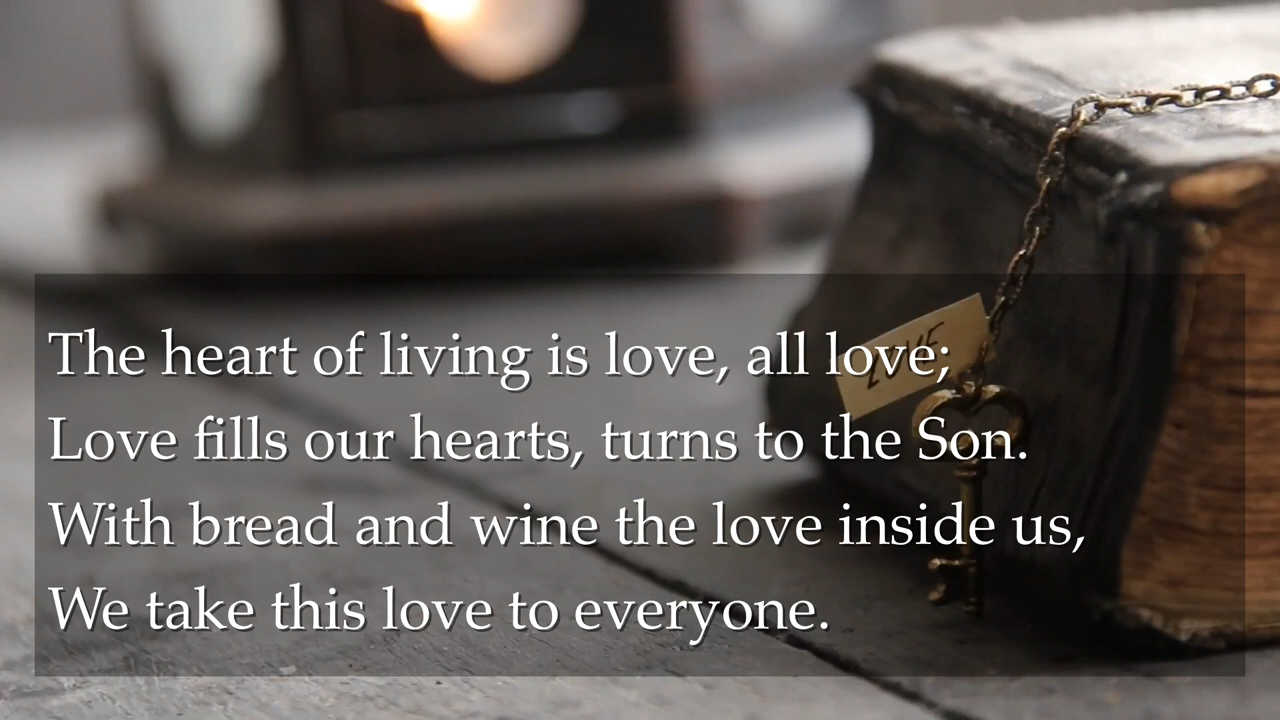 The heart of living is love, all love;
Love fills our hearts, turns to the Son.
With bread and wine the love inside us,
We take this love to everyone.
LOVE